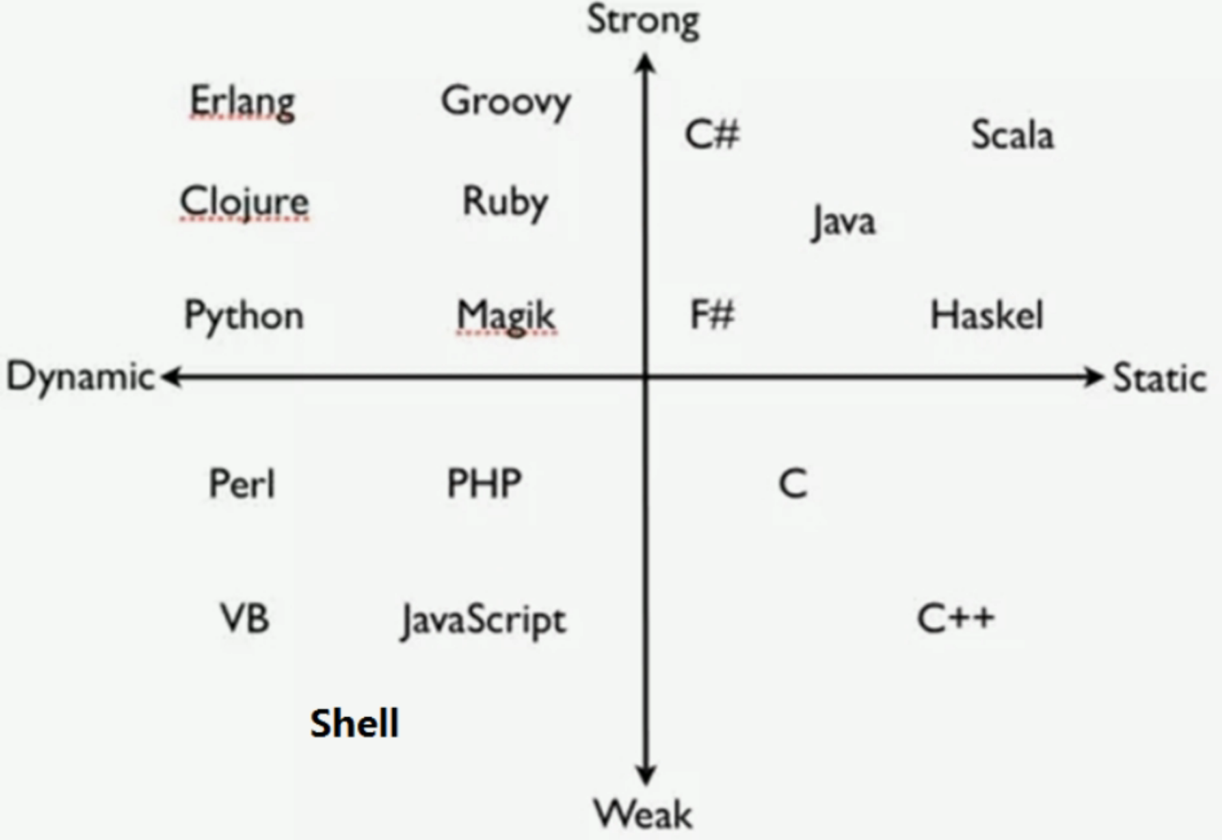 Strong
Erlang Groovy
C# Scala
Clojure Ruby
Java
Python Magik F# Haskel
Dynamic Static
Perl PHP C
VB JavaScript C++
Shell
Weak